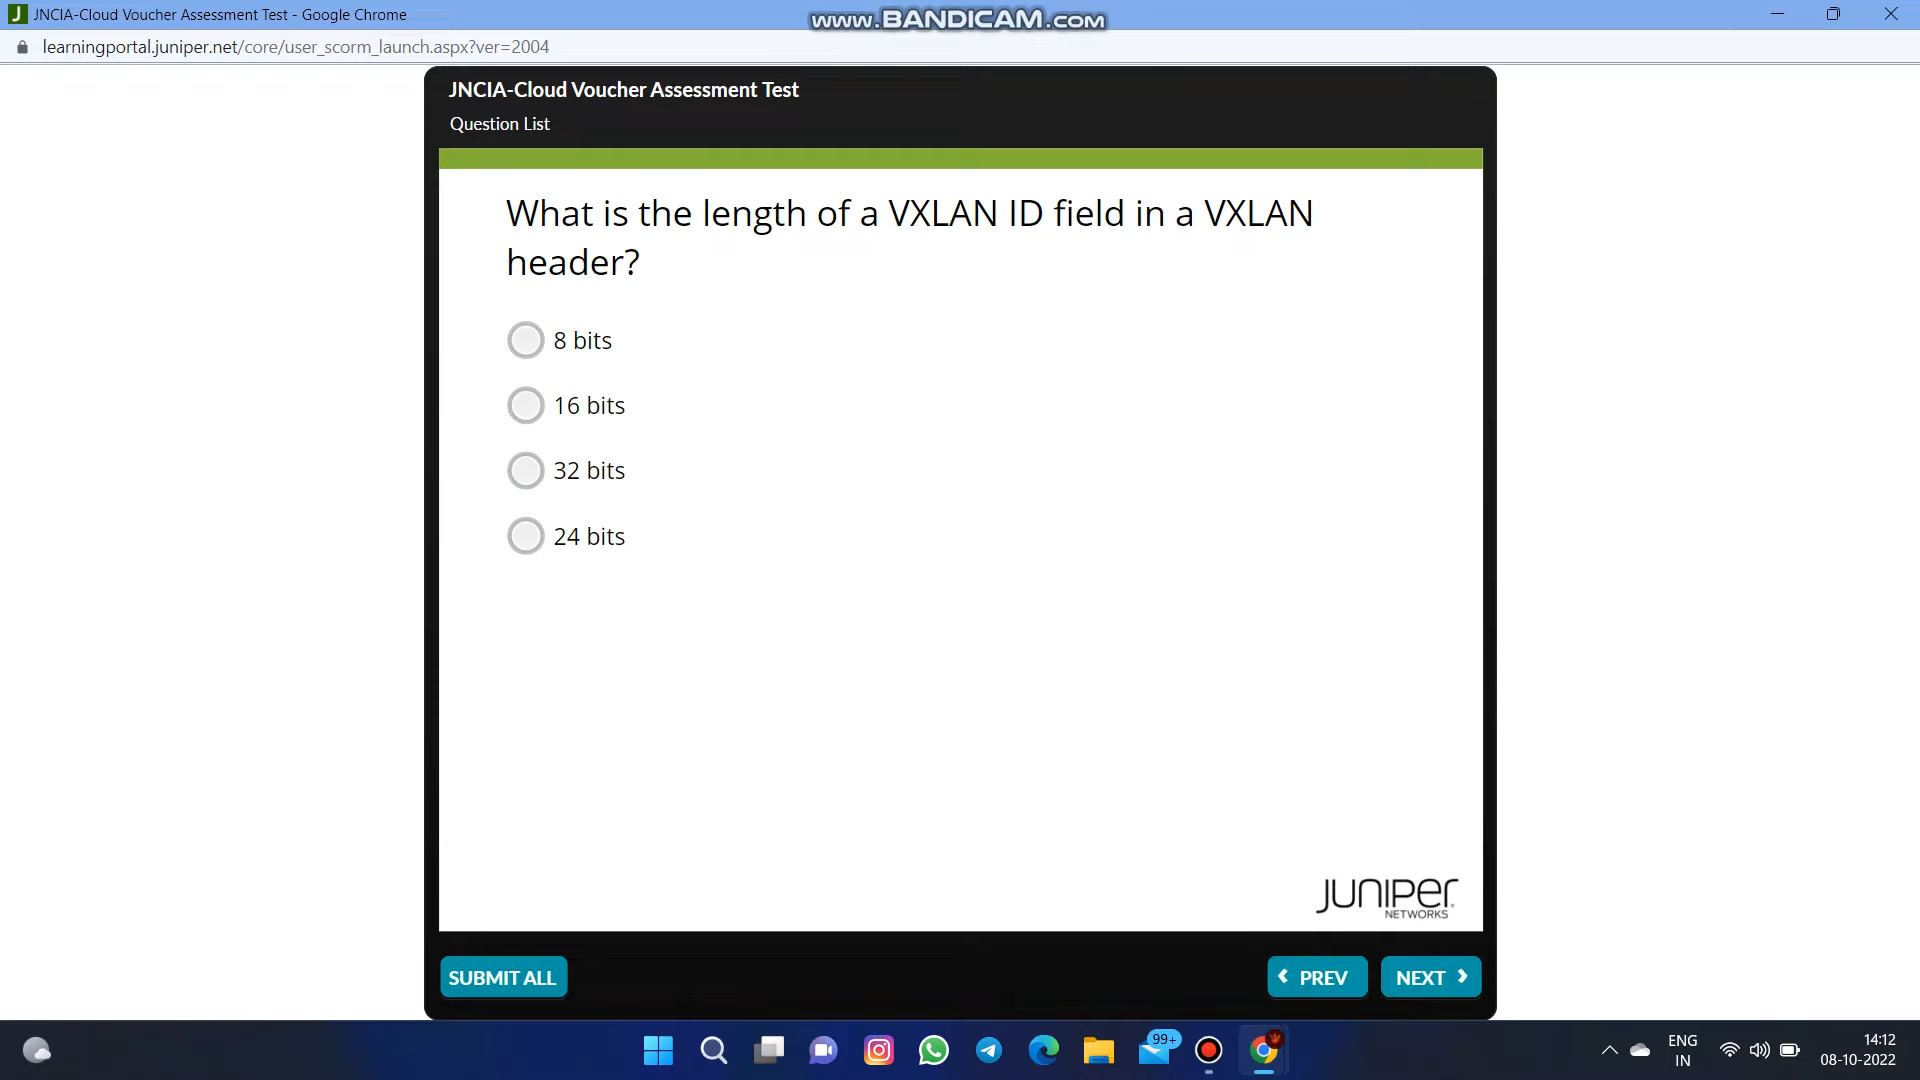 JNCIA-Cloud Voucher Assessment Test - Google Chrome
www.BANDICAM.com
learningportal.juniper.net/core/user_scorm_launch.aspx?ver=2004
JNCIA-Cloud Voucher Assessment Test
Question List
What is the length of a VXLAN ID field in a VXLAN
header?
8 bits
16 bits
32 bits
24 bits
JUNIPer
NETWORKS
SUBMIT ALL
PREV
NEXT
99+
ENG
IN
14:12
08-10-2022